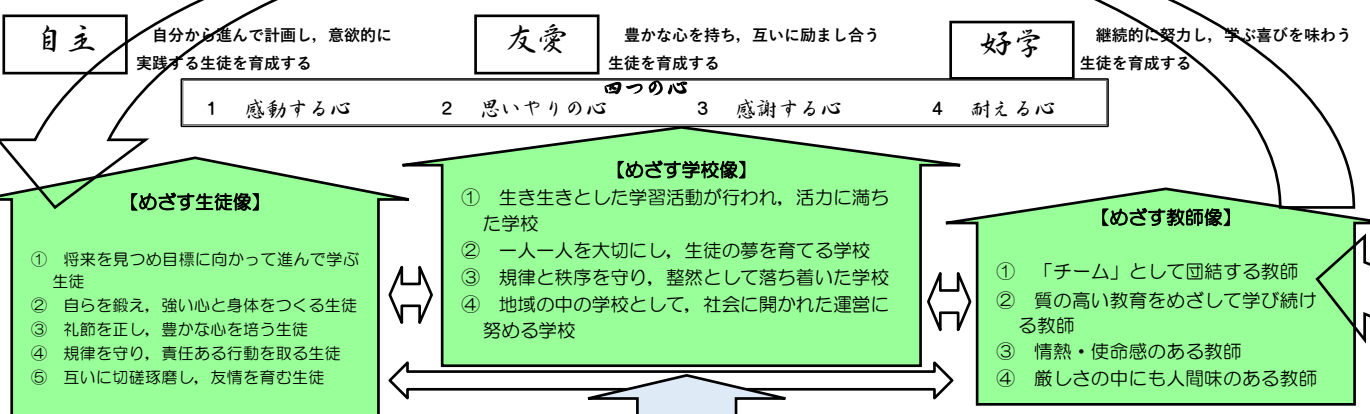 自主
自分から進んで計画し，意欲的に
実践する生徒を育成する
友愛
豊かな心を持ち，互いに励まし合う
生徒を育成する
好学
継続的に努力し，学ぶ喜びを味わう
生徒を育成する
四つの心
1 感動する心 2 思いやりの心 3 感謝する心 4 耐える心
【めざす生徒像】
① 将来を見つめ目標に向かって進んで学ぶ
生徒
② 自らを鍛え，強い心と身体をつくる生徒
③ 礼節を正し，豊かな心を培う生徒
④ 規律を守り，責任ある行動を取る生徒
⑤ 互いに切磋琢磨し，友情を育む生徒
【めざす学校像】
① 生き生きとした学習活動が行われ，活力に満ち
た学校
② 一人一人を大切にし，生徒の夢を育てる学校
③ 規律と秩序を守り，整然として落ち着いた学校
④ 地域の中の学校として，社会に開かれた運営に
努める学校
【めざす教師像】
① 「チーム」として団結する教師
② 質の高い教育をめざして学び続け
る教師
③ 情熱・使命感のある教師
④ 厳しさの中にも人間味のある教師